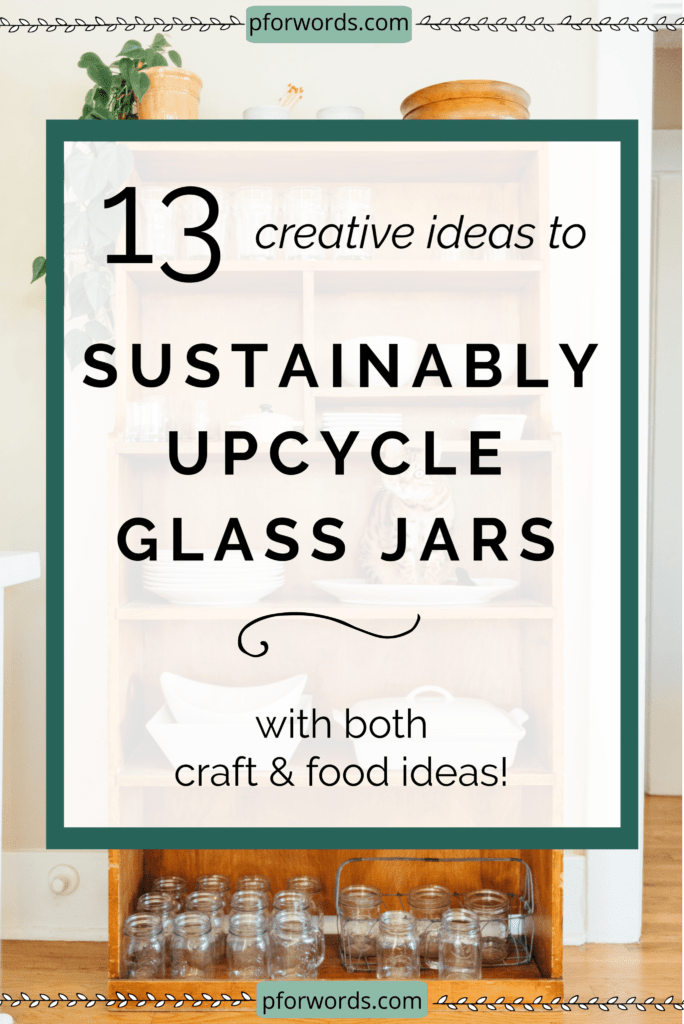 pforwords.com
13 creative ideas to
SUSTAINABLY
UPCYCLE
GLASS JARS
with both
craft & food ideas!
pforwords.com